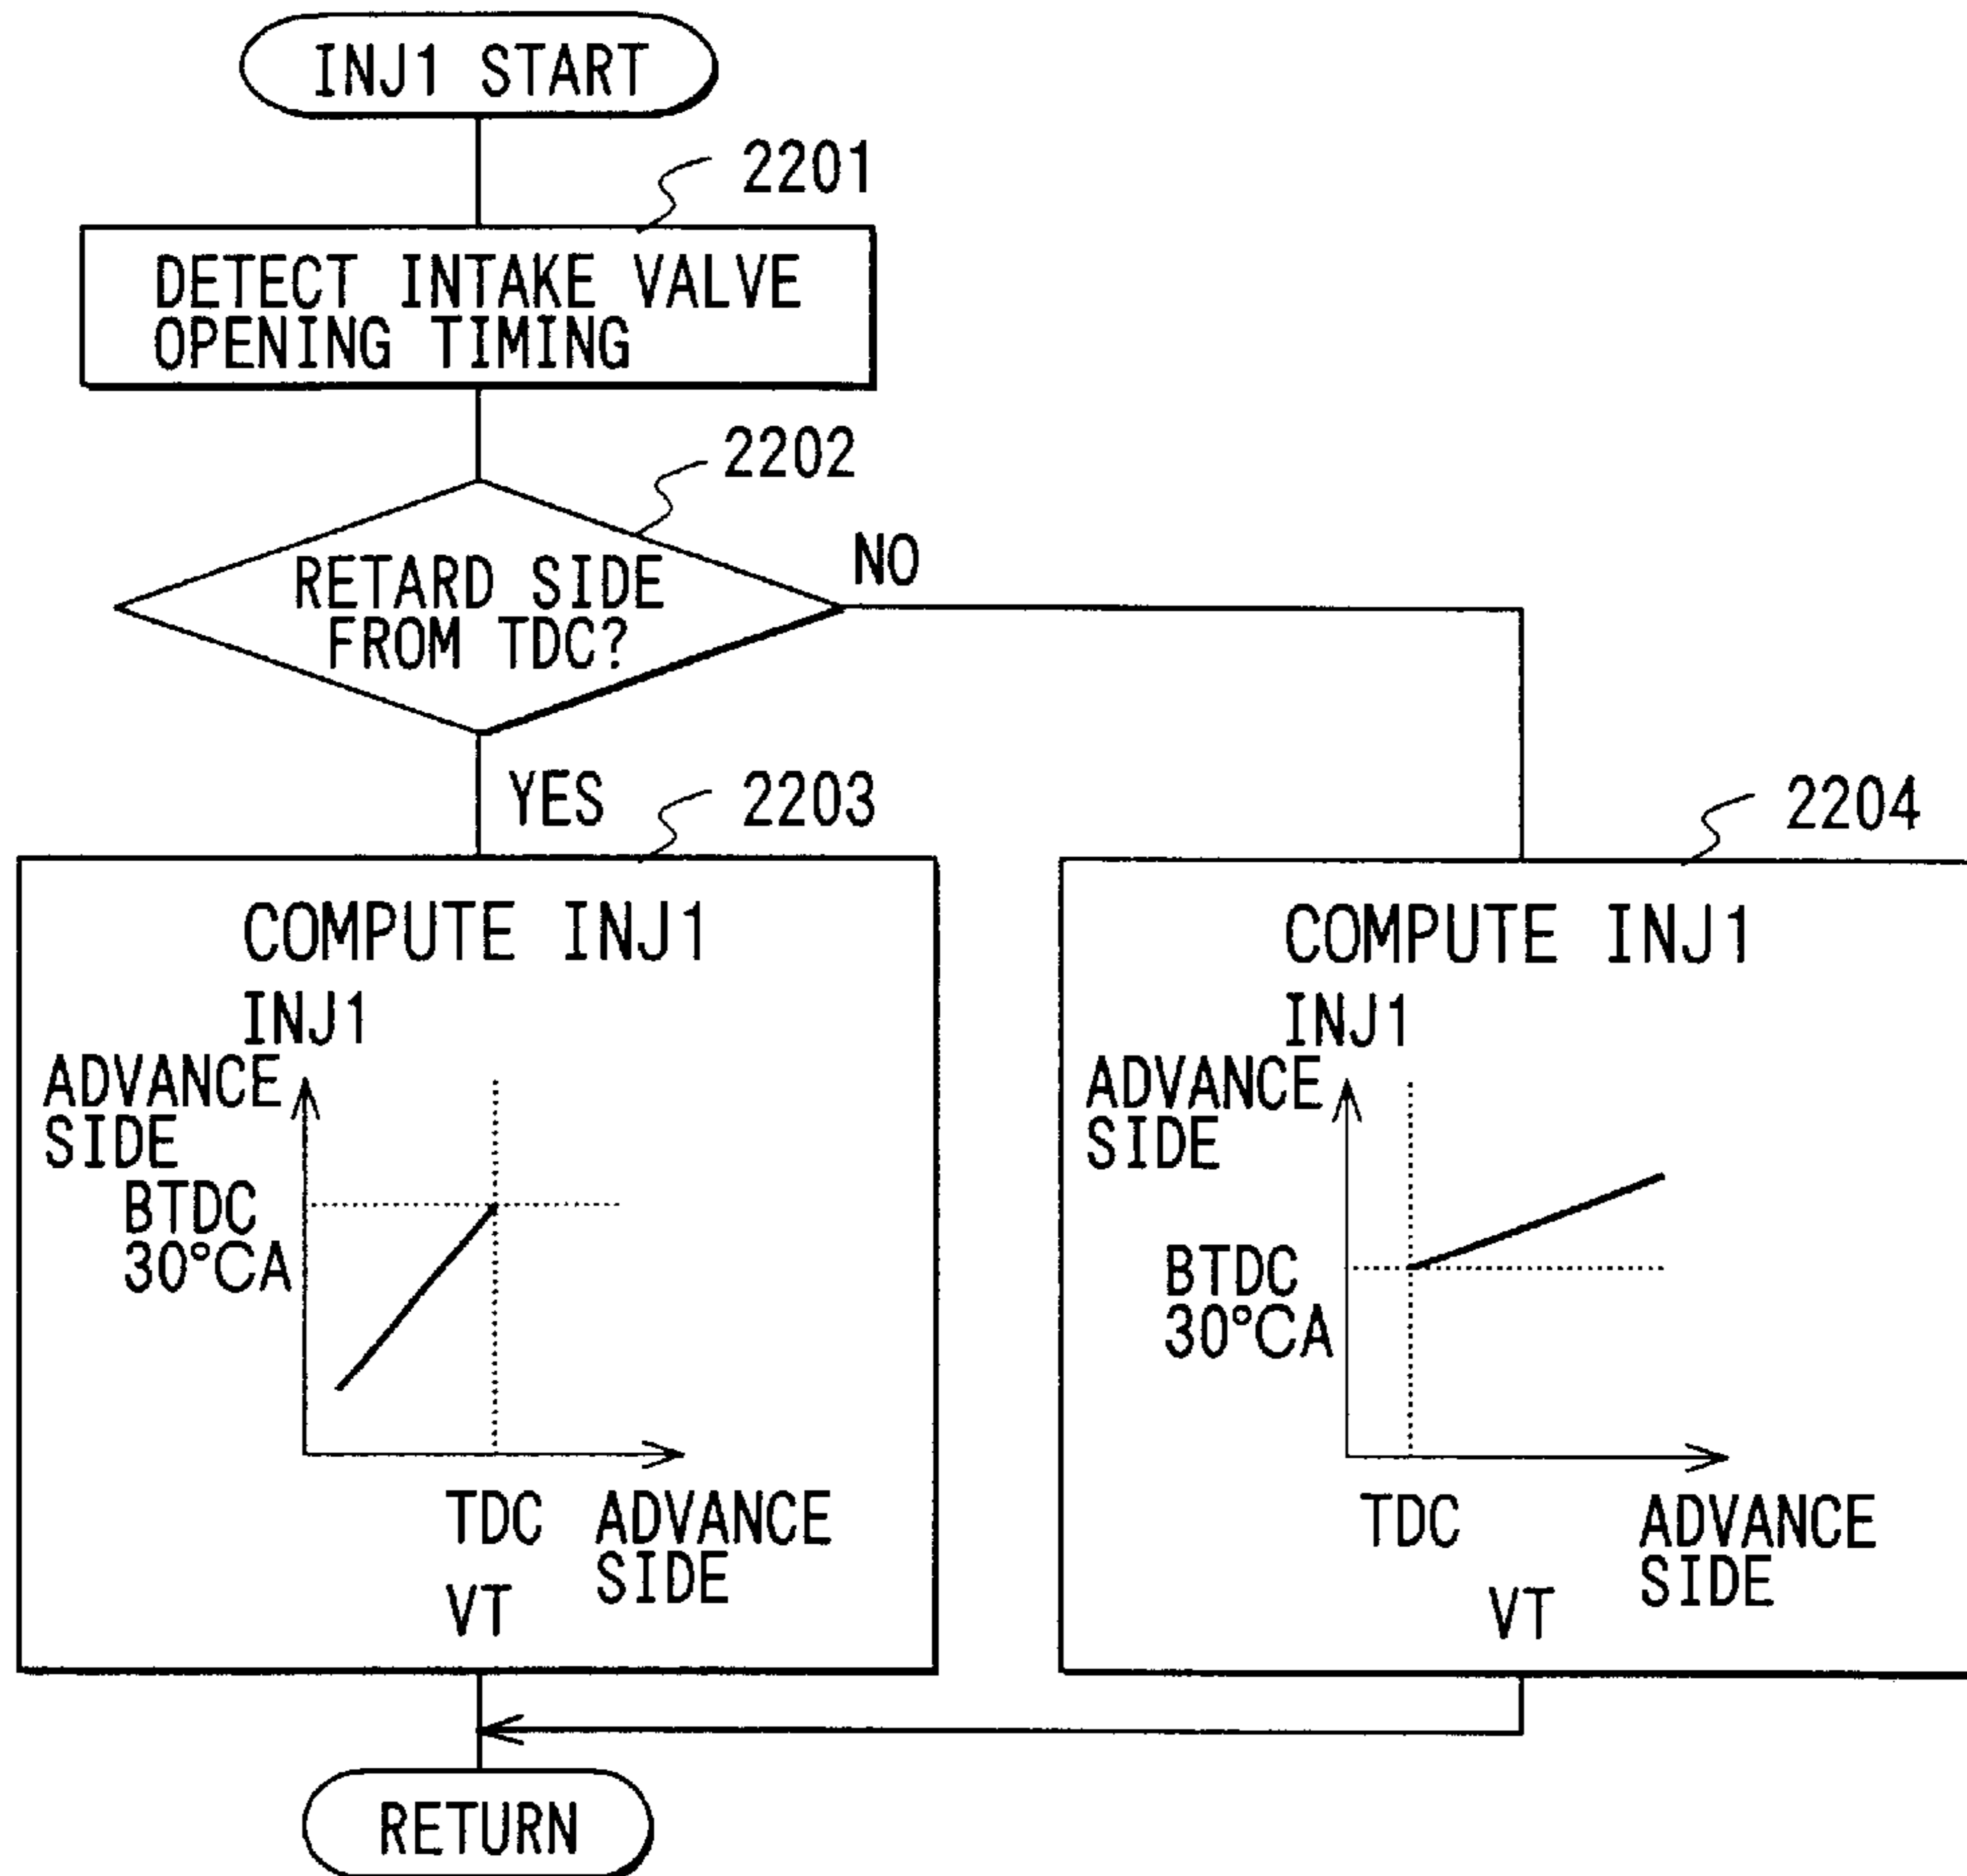 INJ1 START
2201
DETECT INTAKE VALVE
OPENING TIMING
2202
RETARD SIDE
FROM TDC?
NO
YES
2203
COMPUTE INJ1
INJ1
ADVANCE
SIDE
BTDC
30°CA
TDC ADVANCE
SIDE
VT
2204
COMPUTE INJ1
INJ1
ADVANCE
SIDE
BTDC
30°CA
TDC ADVANCE
SIDE
VT
RETURN